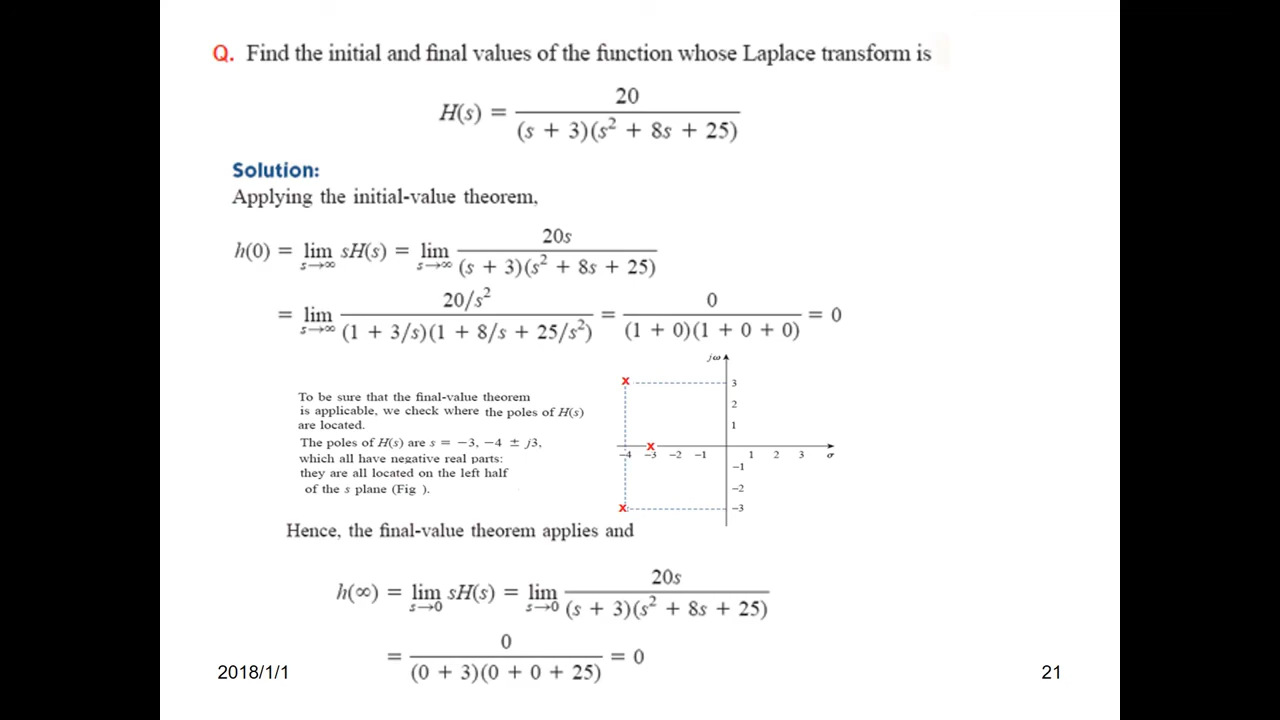 Q. Find the initial and final values of the function whose Laplace transform is
H(s) = 20 / (s + 3)(s² + 8s + 25)
Solution:
Applying the initial-value theorem,
h(0) = lim s→∞ sH(s) = lim s→∞ 20s / (s + 3)(s² + 8s + 25)
= lim s→∞ 20/s² / (1 + 3/s)(1 + 8/s + 25/s²) = 0 / (1 + 0)(1 + 0 + 0) = 0
To be sure that the final-value theorem
is applicable, we check where the poles of H(s)
are located.
The poles of H(s) are s = −3, −4 ± j3,
which all have negative real parts:
they are all located on the left half
of the s plane (Fig ).
jω
x
3
2
1
x
−4 −3 −2 −1 1 2 3 σ
−1
−2
x
−3
Hence, the final-value theorem applies and
h(∞) = lim s→0 sH(s) = lim s→0 20s / (s + 3)(s² + 8s + 25)
= 0 / (0 + 3)(0 + 0 + 25) = 0
2018/1/1
21